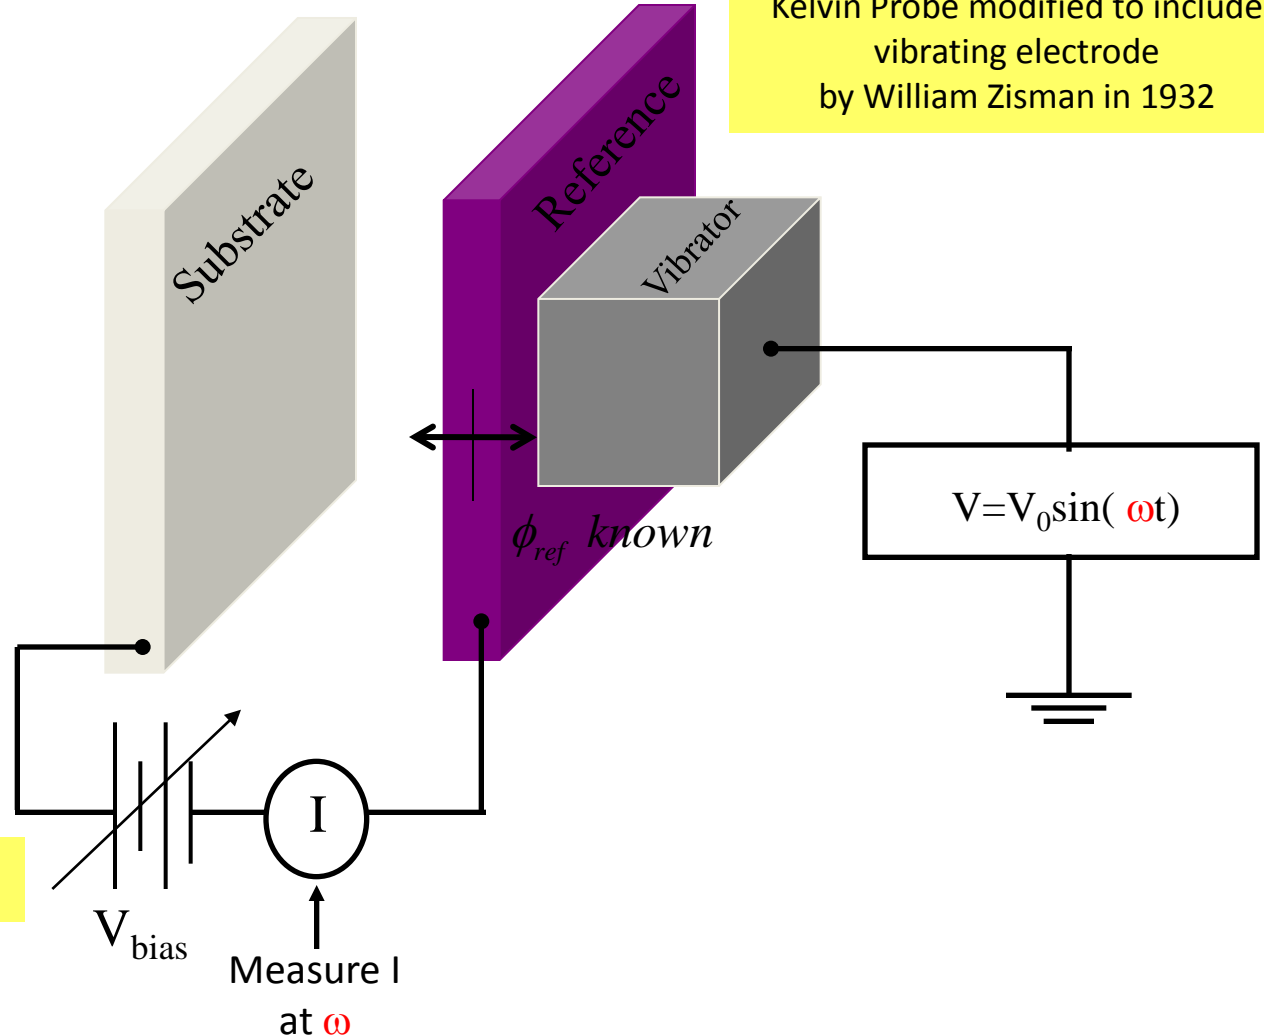 Kelvin Probe modified to include
vibrating electrode
by William Zisman in 1932
Substrate
Reference
Vibrator
ϕref known
V=V0sin( ωt)
I
Vbias
Measure I
at ω